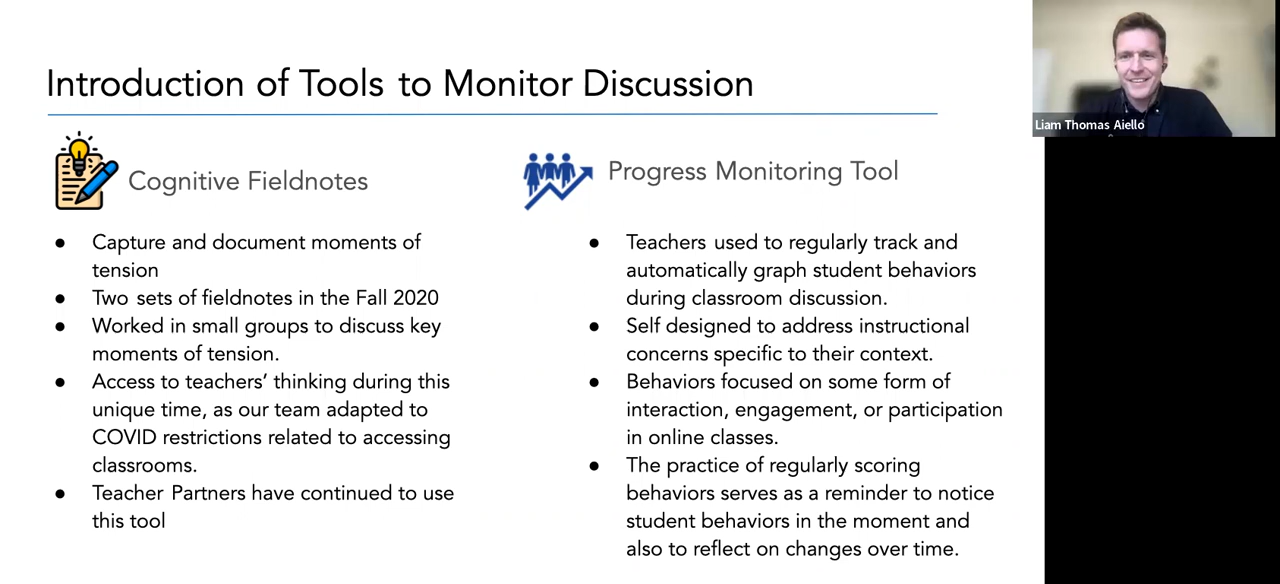 Introduction of Tools to Monitor Discussion
Cognitive Fieldnotes
● Capture and document moments of
tension
● Two sets of fieldnotes in the Fall 2020
● Worked in small groups to discuss key
moments of tension.
● Access to teachers’ thinking during this
unique time, as our team adapted to
COVID restrictions related to accessing
classrooms.
● Teacher Partners have continued to use
this tool
Progress Monitoring Tool
● Teachers used to regularly track and
automatically graph student behaviors
during classroom discussion.
● Self designed to address instructional
concerns specific to their context.
● Behaviors focused on some form of
interaction, engagement, or participation
in online classes.
● The practice of regularly scoring
behaviors serves as a reminder to notice
student behaviors in the moment and
also to reflect on changes over time.
Liam Thomas Aiello